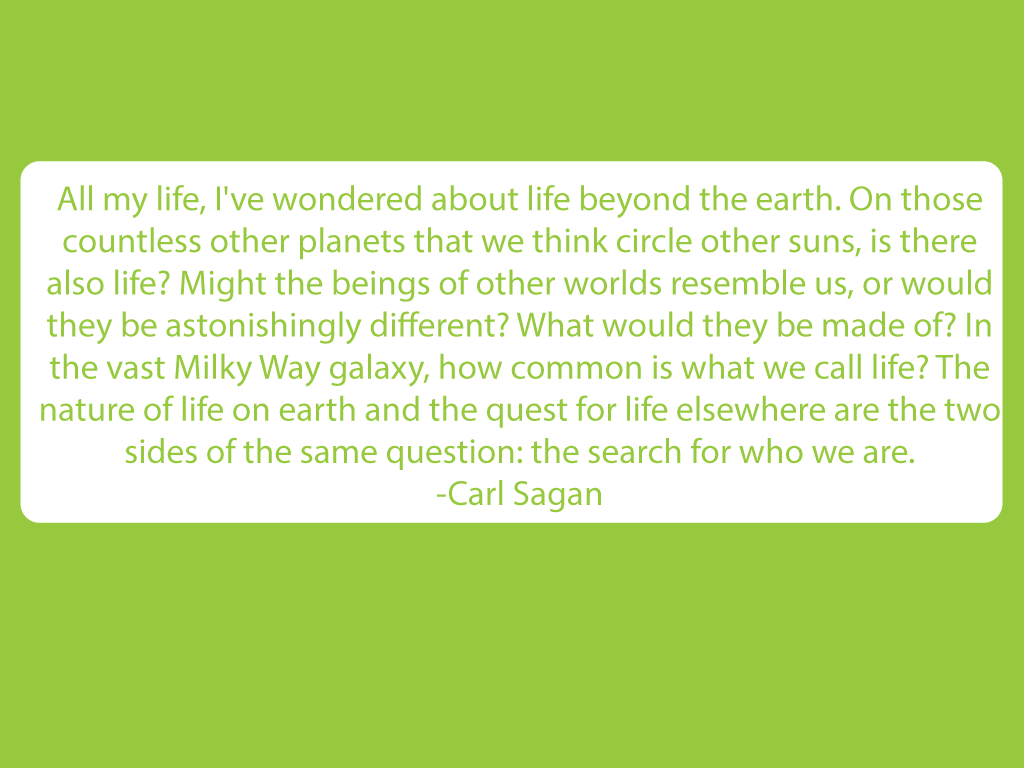 All my life, I've wondered about life beyond the earth. On those
countless other planets that we think circle other suns, is there
also life? Might the beings of other worlds resemble us, or would
they be astonishingly different? What would they be made of? In
the vast Milky Way galaxy, how common is what we call life? The
nature of life on earth and the quest for life elsewhere are the two
sides of the same question: the search for who we are.
-Carl Sagan